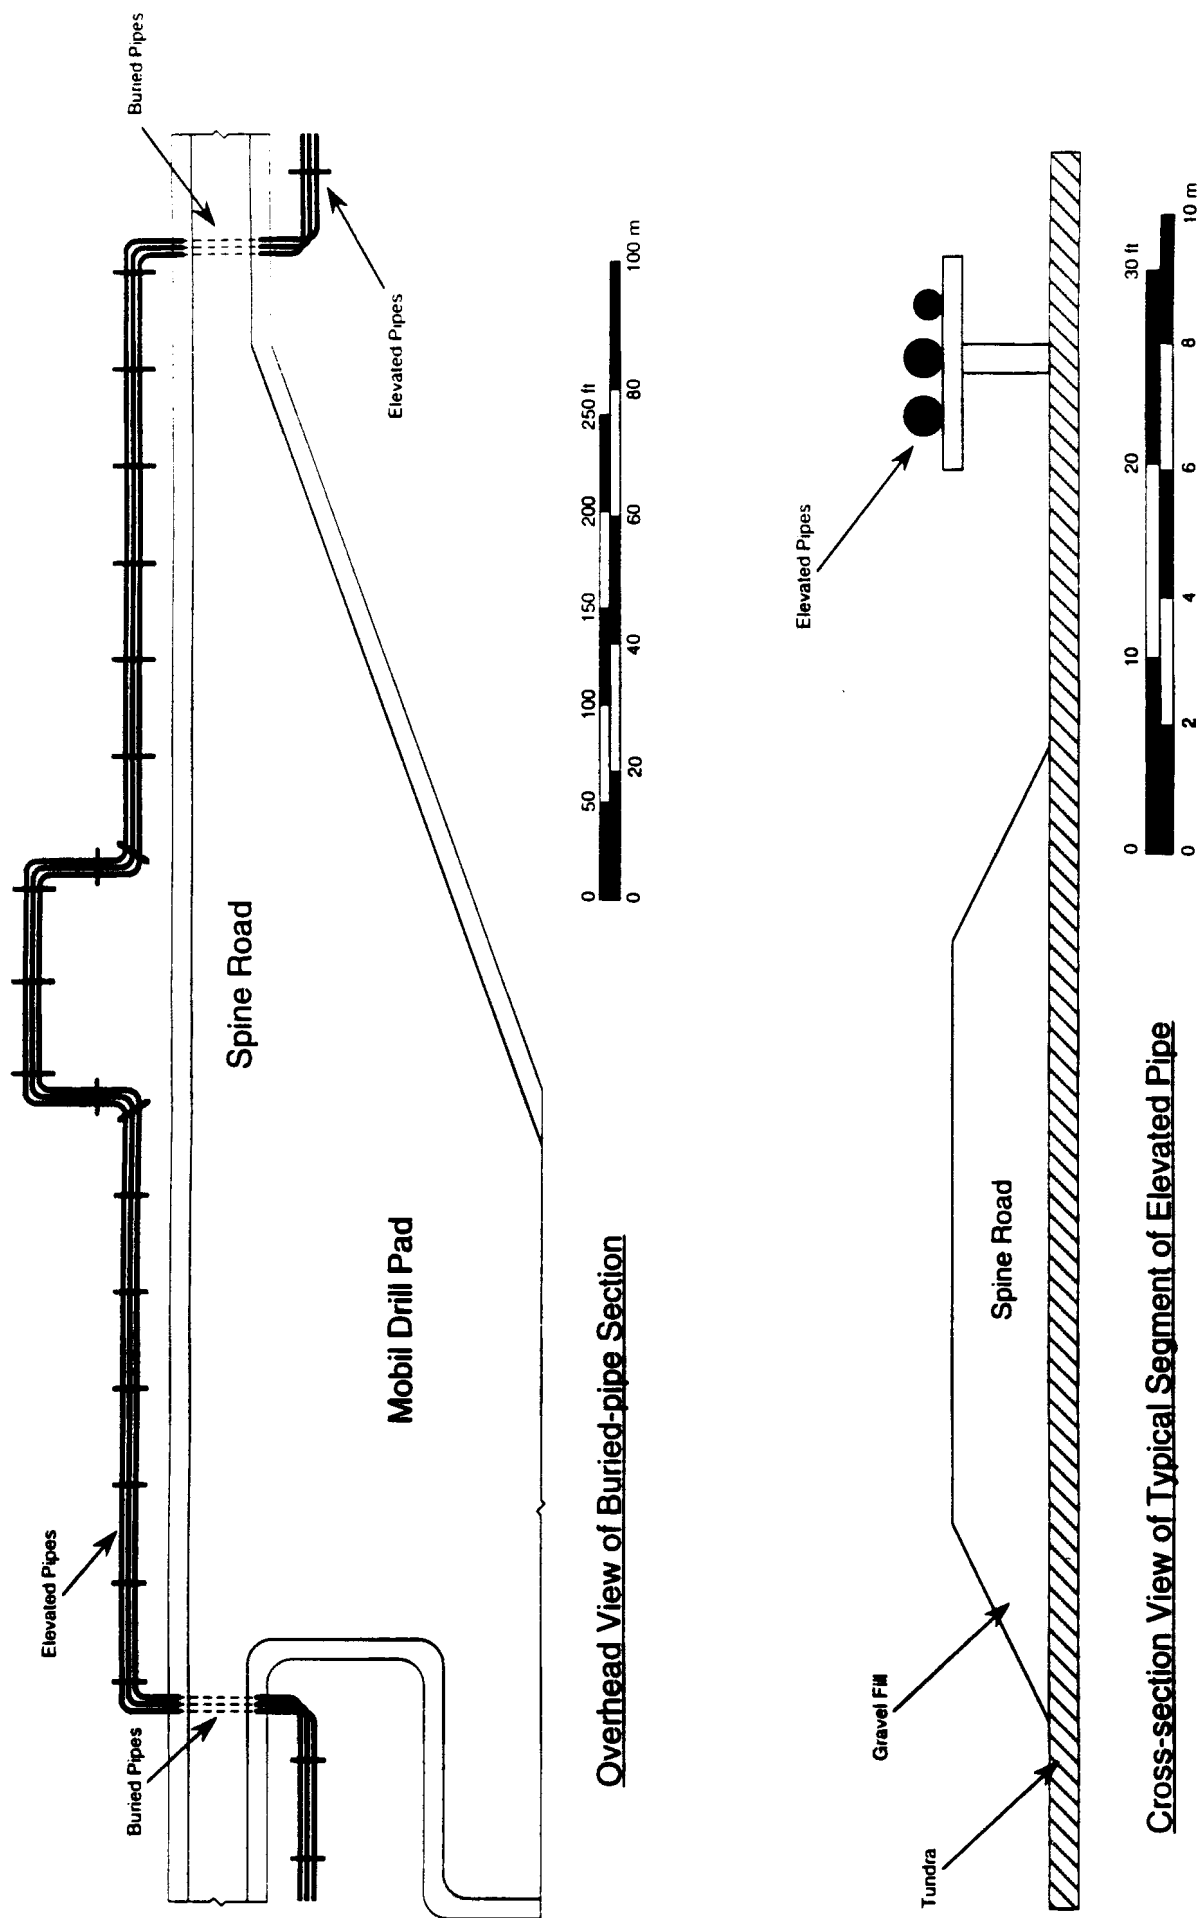 Elevated Pipes
Buried Pipes
Buried Pipes
Elevated Pipes
Spine Road
Mobil Drill Pad
0 50 100 150 200 250 ft
0 20 40 60 80 100 m
Overhead View of Buried-pipe Section
Elevated Pipes
Gravel Fill
Spine Road
Tundra
0 10 20 30 ft
0 2 4 6 8 10 m
Cross-section View of Typical Segment of Elevated Pipe